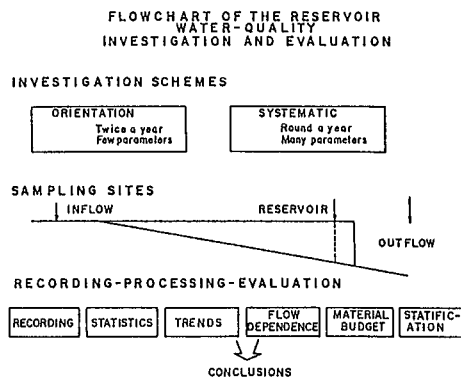 FLOWCHART OF THE RESERVOIR
WATER-QUALITY
INVESTIGATION AND EVALUATION
INVESTIGATION SCHEMES
ORIENTATION
Twice a year
Few parameters
SYSTEMATIC
Round a year
Many parameters
SAMPLING SITES
INFLOW
RESERVOIR
OUTFLOW
RECORDING-PROCESSING-EVALUATION
RECORDING
STATISTICS
TRENDS
FLOW
DEPENDENCE
MATERIAL
BUDGET
STATIFIC-
ATION
CONCLUSIONS